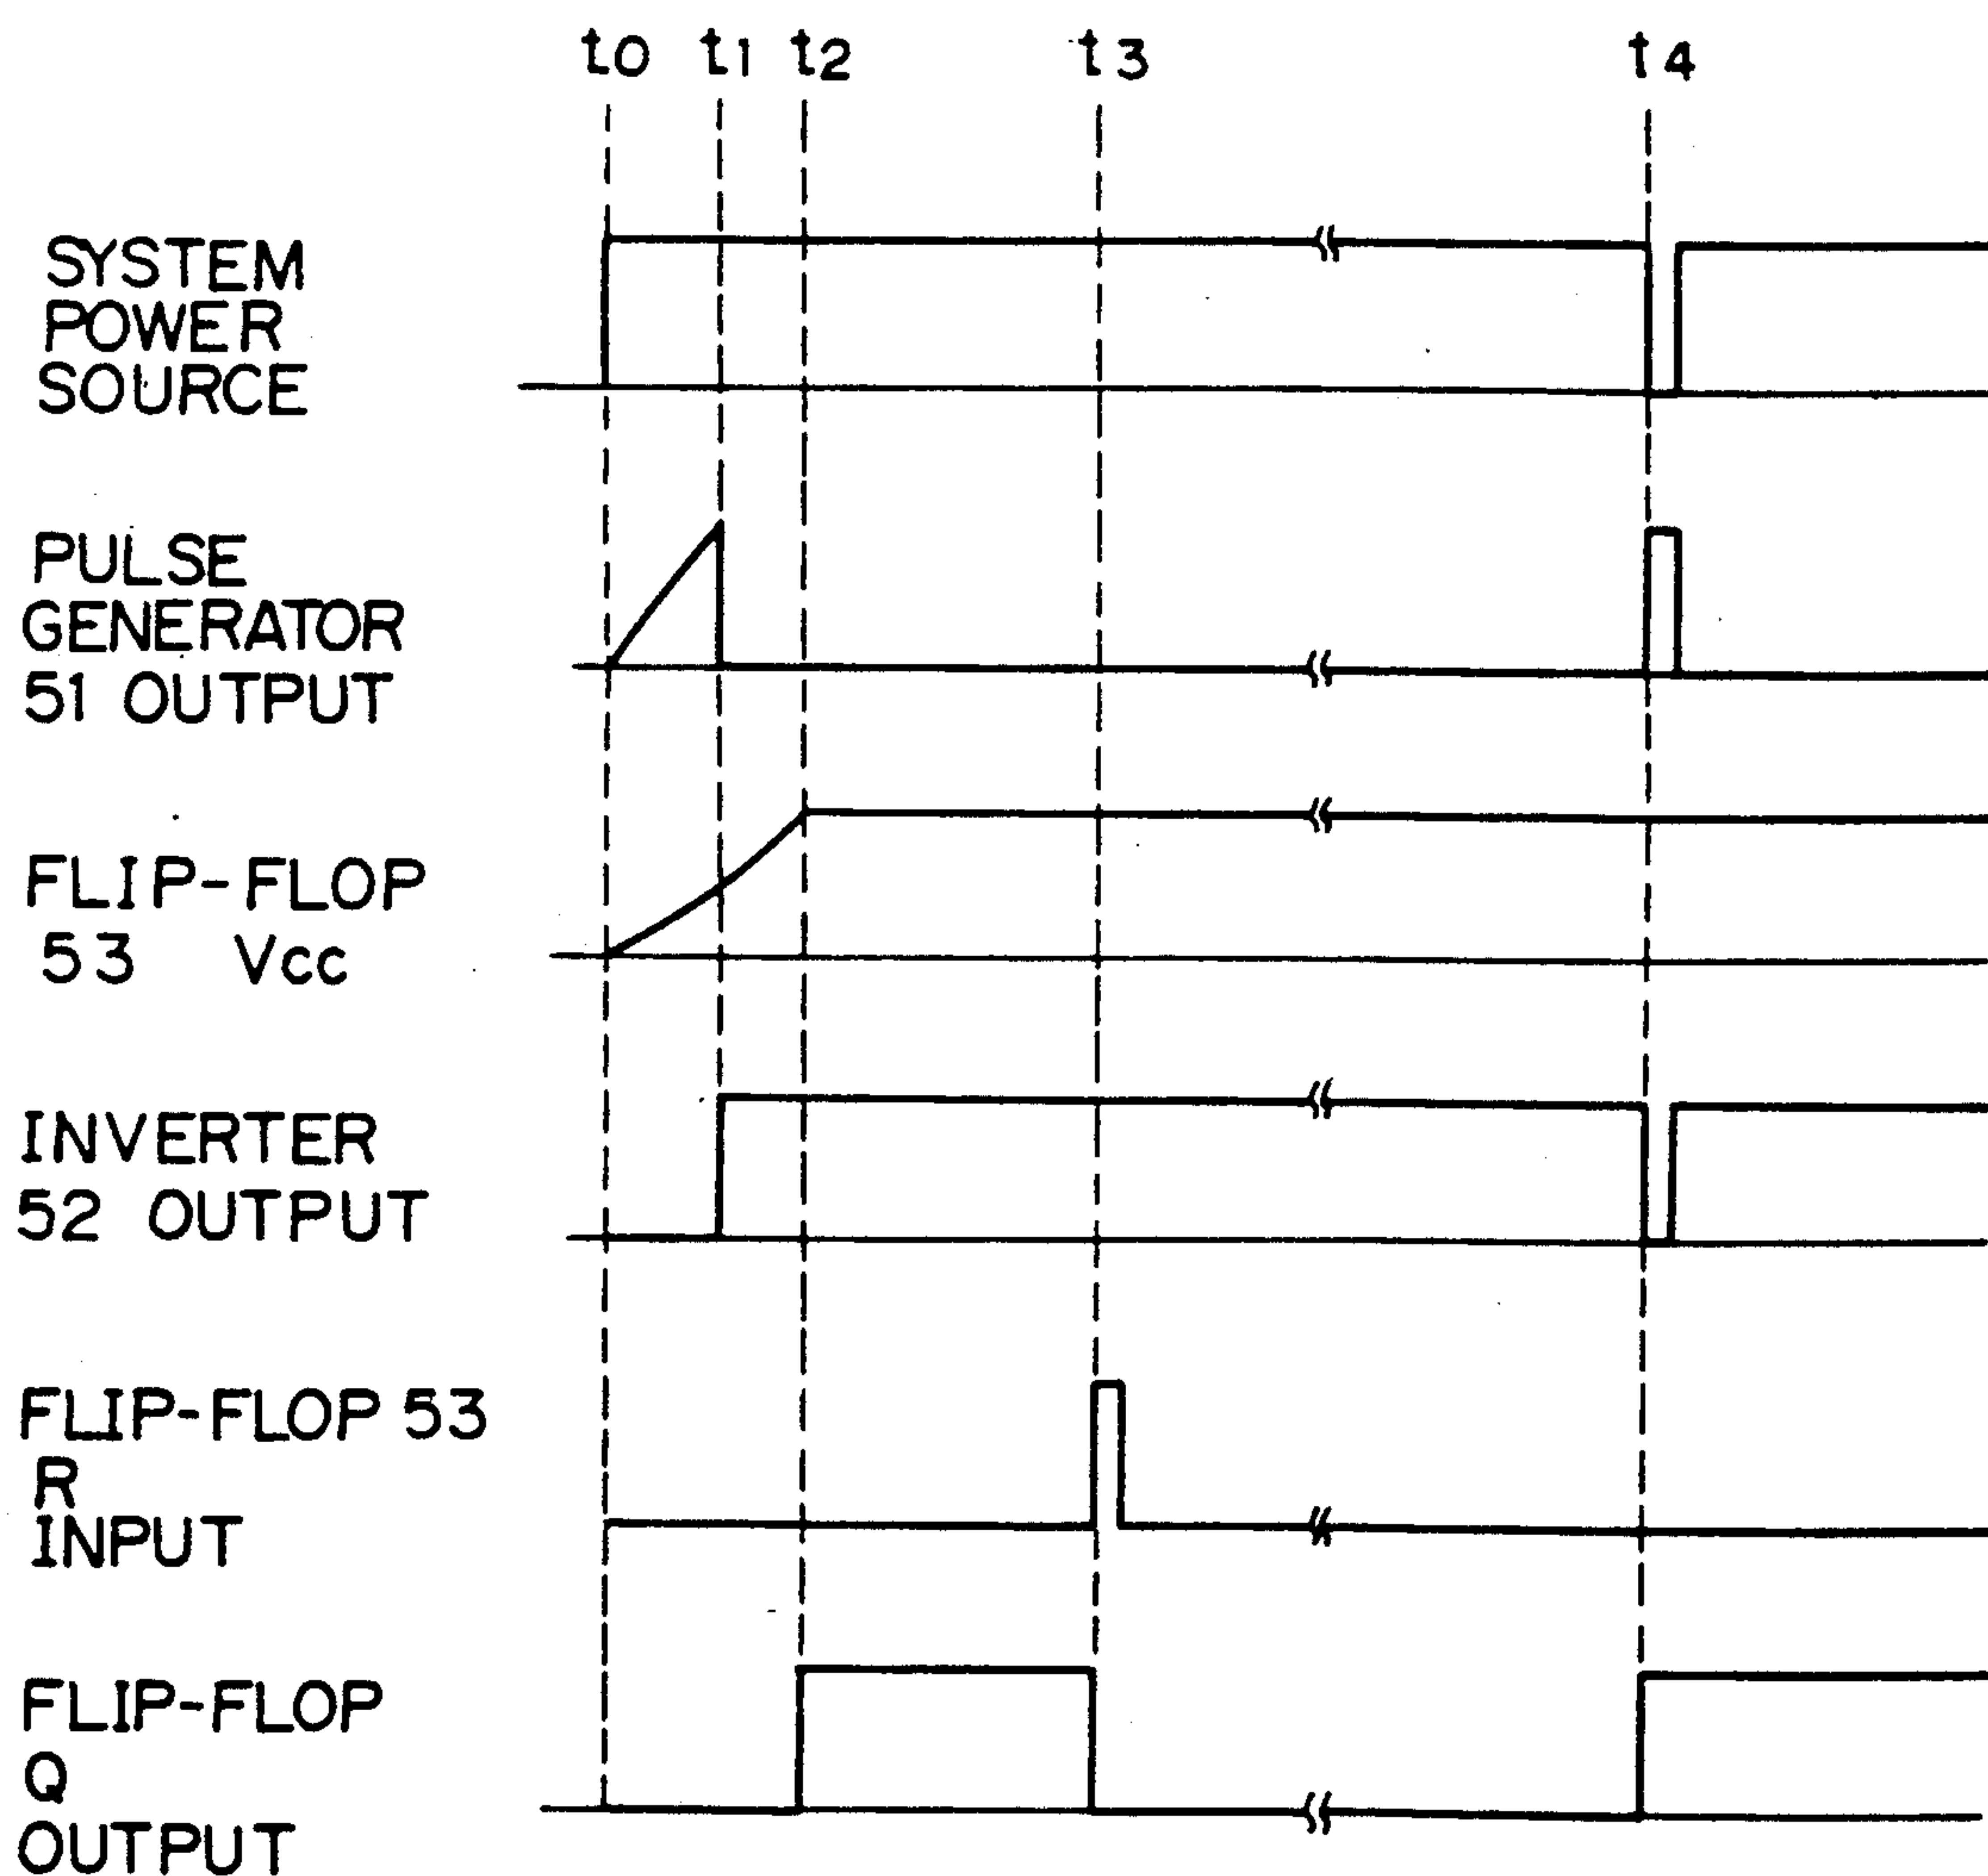 t0 t1 t2 t3 t4
SYSTEM
POWER
SOURCE
PULSE
GENERATOR
51 OUTPUT
FLIP-FLOP
53 Vcc
INVERTER
52 OUTPUT
FLIP-FLOP 53
R
INPUT
FLIP-FLOP
Q
OUTPUT